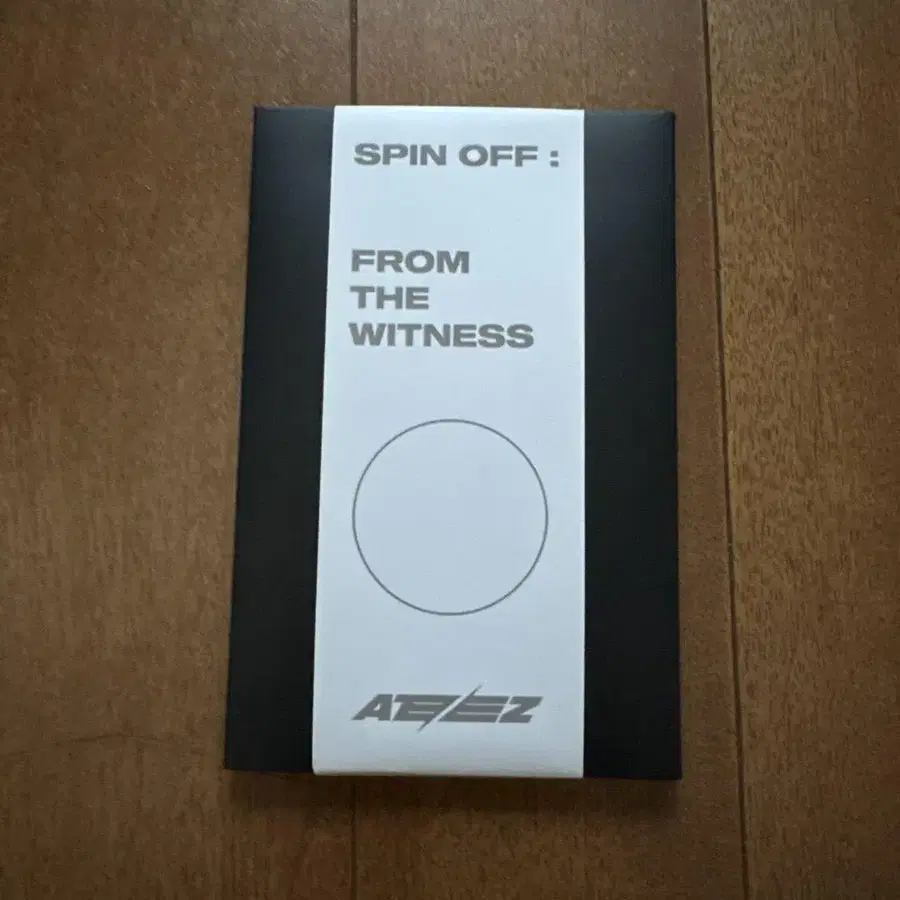 SPIN OFF :
FROM
THE
WITNESS
ATEEZ